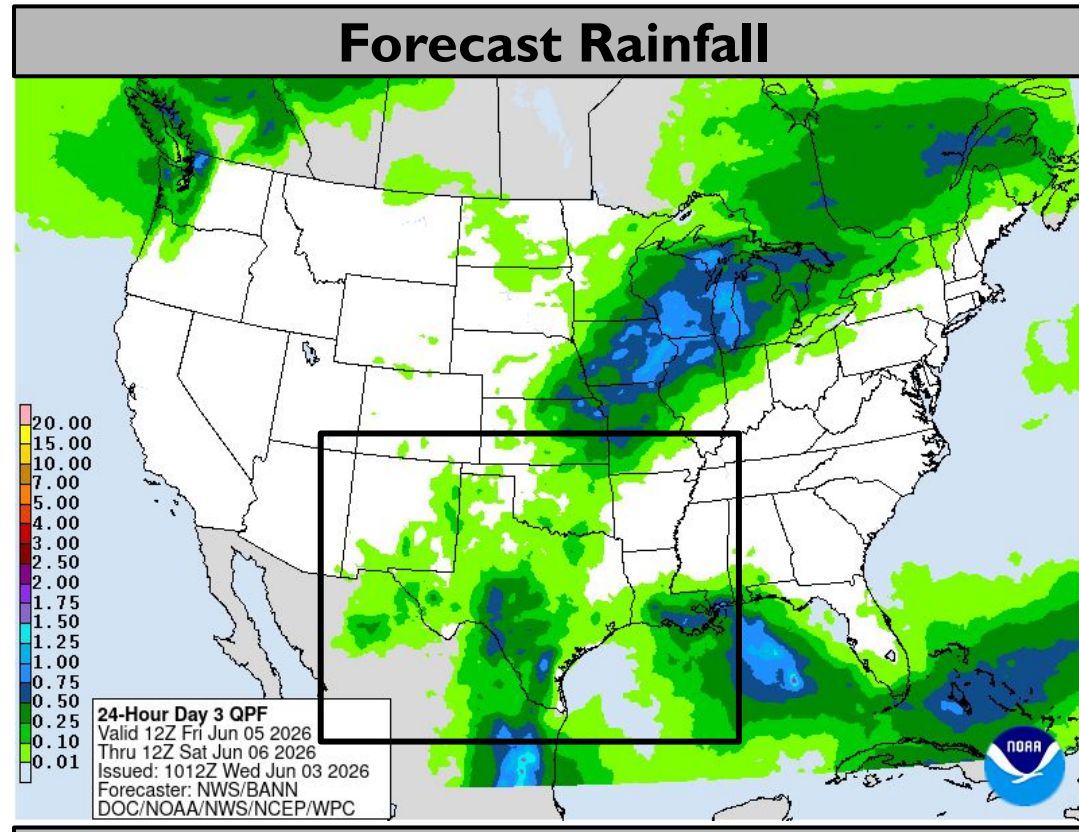 Forecast Rainfall
20.00
15.00
10.00
7.00
5.00
4.00
3.00
2.50
2.00
1.75
1.50
1.25
1.00
0.75
0.50
0.25
0.10
0.01
24-Hour Day 3 QPF
Valid 12Z Fri Jun 05 2026
Thru 12Z Sat Jun 06 2026
Issued: 1012Z Wed Jun 03 2026
Forecaster: NWS/BANN
DOC/NOAA/NWS/NCEP/WPC
NOAA